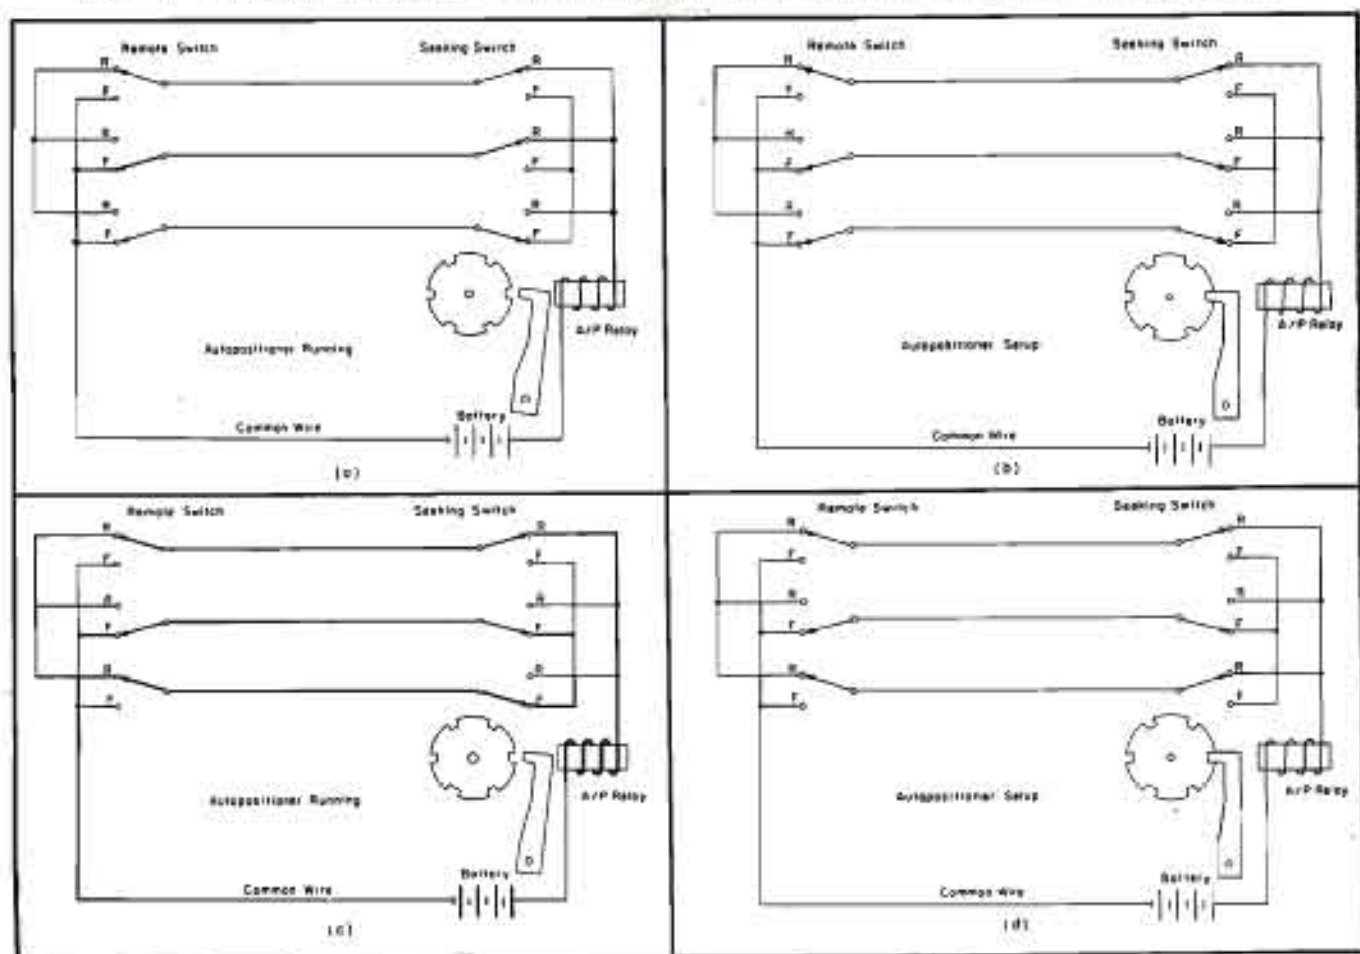 Remote Switch
Seeking Switch
R
R
F
F
R
R
F
F
R
R
F
F
A/P Relay
Autopositioner Running
Battery
Common Wire
(a)
Remote Switch
Seeking Switch
R
R
F
F
R
F
F
R
F
F
A/P Relay
Autopositioner Setup
Battery
Common Wire
(b)
Remote Switch
Seeking Switch
R
F
F
R
F
F
F
F
A/P Relay
Autopositioner Running
Battery
Common Wire
(c)
Remote Switch
Seeking Switch
R
R
F
F
R
R
F
F
R
R
F
F
A/P Relay
Autopositioner Setup
Battery
Common Wire
(d)